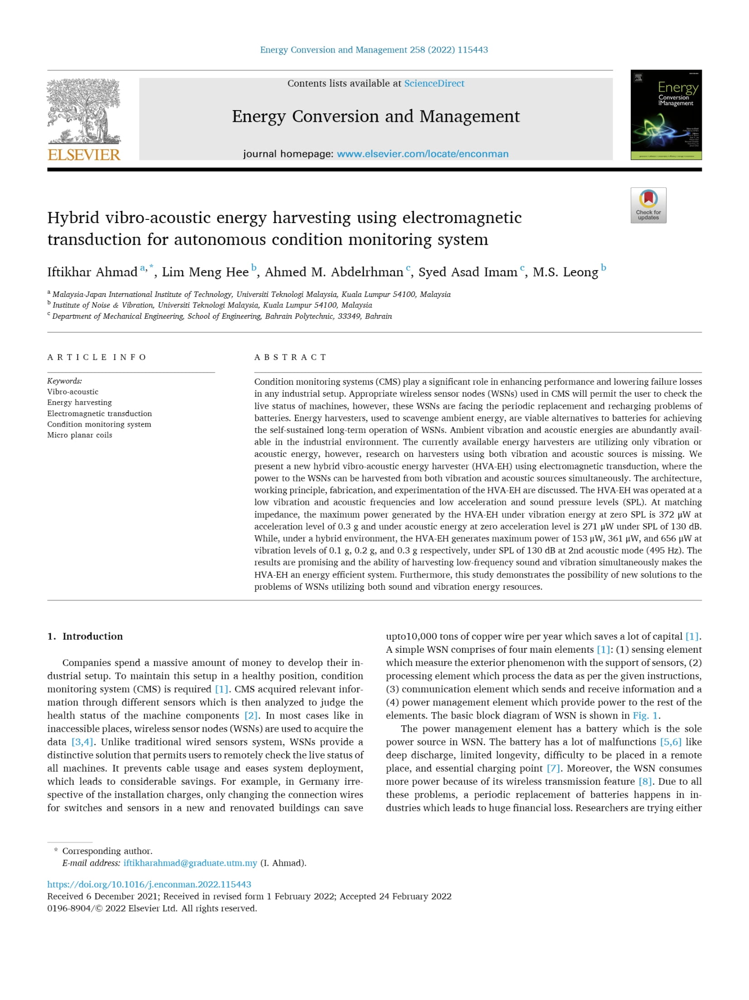 Energy Conversion and Management 258 (2022) 115443
Contents lists available at ScienceDirect
Energy Conversion and Management
journal homepage: www.elsevier.com/locate/enconman
NON SOLUS
ELSEVIER
Energy
Conversion
AND
Management
Check for
updates
Hybrid vibro-acoustic energy harvesting using electromagnetic
transduction for autonomous condition monitoring system
Iftikhar Ahmad a,*, Lim Meng Hee b, Ahmed M. Abdelrhman c, Syed Asad Imam c, M.S. Leong b
a Malaysia-Japan International Institute of Technology, Universiti Teknologi Malaysia, Kuala Lumpur 54100, Malaysia
b Institute of Noise & Vibration, Universiti Teknologi Malaysia, Kuala Lumpur 54100, Malaysia
c Department of Mechanical Engineering, School of Engineering, Bahrain Polytechnic, 33349, Bahrain
ARTICLE INFO
Keywords:
Vibro-acoustic
Energy harvesting
Electromagnetic transduction
Condition monitoring system
Micro planar coils
ABSTRACT
Condition monitoring systems (CMS) play a significant role in enhancing performance and lowering failure losses
in any industrial setup. Appropriate wireless sensor nodes (WSNs) used in CMS will permit the user to check the
live status of machines, however, these WSNs are facing the periodic replacement and recharging problems of
batteries. Energy harvesters, used to scavenge ambient energy, are viable alternatives to batteries for achieving
the self-sustained long-term operation of WSNs. Ambient vibration and acoustic energies are abundantly avail-
able in the industrial environment. The currently available energy harvesters are utilizing only vibration or
acoustic energy, however, research on harvesters using both vibration and acoustic sources is missing. We
present a new hybrid vibro-acoustic energy harvester (HVA-EH) using electromagnetic transduction, where the
power to the WSNs can be harvested from both vibration and acoustic sources simultaneously. The architecture,
working principle, fabrication, and experimentation of the HVA-EH are discussed. The HVA-EH was operated at a
low vibration and acoustic frequencies and low acceleration and sound pressure levels (SPL). At matching
impedance, the maximum power generated by the HVA-EH under vibration energy at zero SPL is 372 μW at
acceleration level of 0.3 g and under acoustic energy at zero acceleration level is 271 μW under SPL of 130 dB.
While, under a hybrid environment, the HVA-EH generates maximum power of 153 μW, 361 μW, and 656 μW at
vibration levels of 0.1 g, 0.2 g, and 0.3 g respectively, under SPL of 130 dB at 2nd acoustic mode (495 Hz). The
results are promising and the ability of harvesting low-frequency sound and vibration simultaneously makes the
HVA-EH an energy efficient system. Furthermore, this study demonstrates the possibility of new solutions to the
problems of WSNs utilizing both sound and vibration energy resources.
1. Introduction
Companies spend a massive amount of money to develop their in-
dustrial setup. To maintain this setup in a healthy position, condition
monitoring system (CMS) is required [1]. CMS acquired relevant infor-
mation through different sensors which is then analyzed to judge the
health status of the machine components [2]. In most cases like in
inaccessible places, wireless sensor nodes (WSNs) are used to acquire the
data [3,4]. Unlike traditional wired sensors system, WSNs provide a
distinctive solution that permits users to remotely check the live status of
all machines. It prevents cable usage and eases system deployment,
which leads to considerable savings. For example, in Germany irre-
spective of the installation charges, only changing the connection wires
for switches and sensors in a new and renovated buildings can save
upto10,000 tons of copper wire per year which saves a lot of capital [1].
A simple WSN comprises of four main elements [1]: (1) sensing element
which measure the exterior phenomenon with the support of sensors, (2)
processing element which process the data as per the given instructions,
(3) communication element which sends and receive information and a
(4) power management element which provide power to the rest of the
elements. The basic block diagram of WSN is shown in Fig. 1.
The power management element has a battery which is the sole
power source in WSN. The battery has a lot of malfunctions [5,6] like
deep discharge, limited longevity, difficulty to be placed in a remote
place, and essential charging point [7]. Moreover, the WSN consumes
more power because of its wireless transmission feature [8]. Due to all
these problems, a periodic replacement of batteries happens in in-
dustries which leads to huge financial loss. Researchers are trying either
* Corresponding author.
E-mail address: iftikharahmad@graduate.utm.my (I. Ahmad).
https://doi.org/10.1016/j.enconman.2022.115443
Received 6 December 2021; Received in revised form 1 February 2022; Accepted 24 February 2022
0196-8904/© 2022 Elsevier Ltd. All rights reserved.